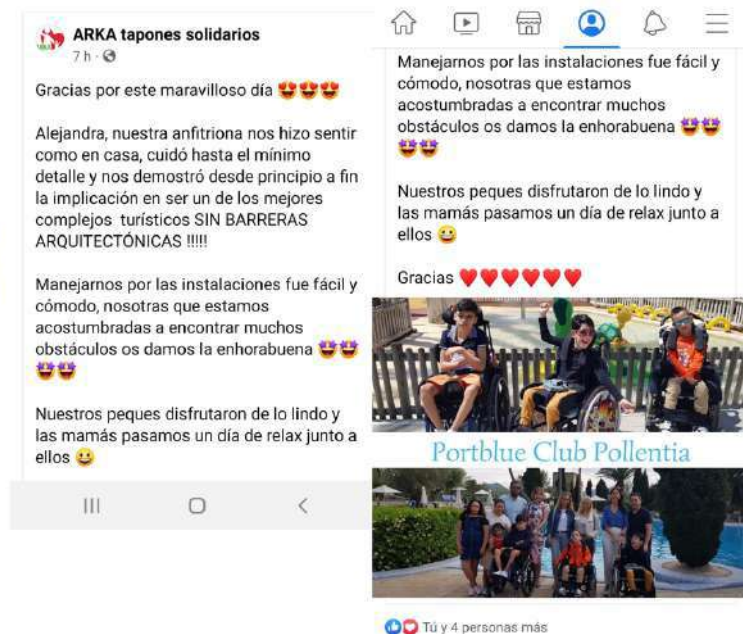 ARKA tapones solidarios
7 h ·
Gracias por este maravilloso día 😍😍😍
Alejandra, nuestra anfitriona nos hizo sentir
como en casa, cuidó hasta el mínimo
detalle y nos demostró desde principio a fin
la implicación en ser un de los mejores
complejos turísticos SIN BARRERAS
ARQUITECTÓNICAS !!!!!
Manejarnos por las instalaciones fue fácil y
cómodo, nosotras que estamos
acostumbradas a encontrar muchos
obstáculos os damos la enhorabuena 🤩🤩
🤩🤩
Nuestros peques disfrutaron de lo lindo y
las mamás pasamos un día de relax junto a
ellos 😀
Manejarnos por las instalaciones fue fácil y
cómodo, nosotras que estamos
acostumbradas a encontrar muchos
obstáculos os damos la enhorabuena 🤩🤩
🤩🤩
Nuestros peques disfrutaron de lo lindo y
las mamás pasamos un día de relax junto a
ellos 😀
Gracias ❤️❤️❤️❤️❤️❤️
Portblue Club Pollentia
Tú y 4 personas más